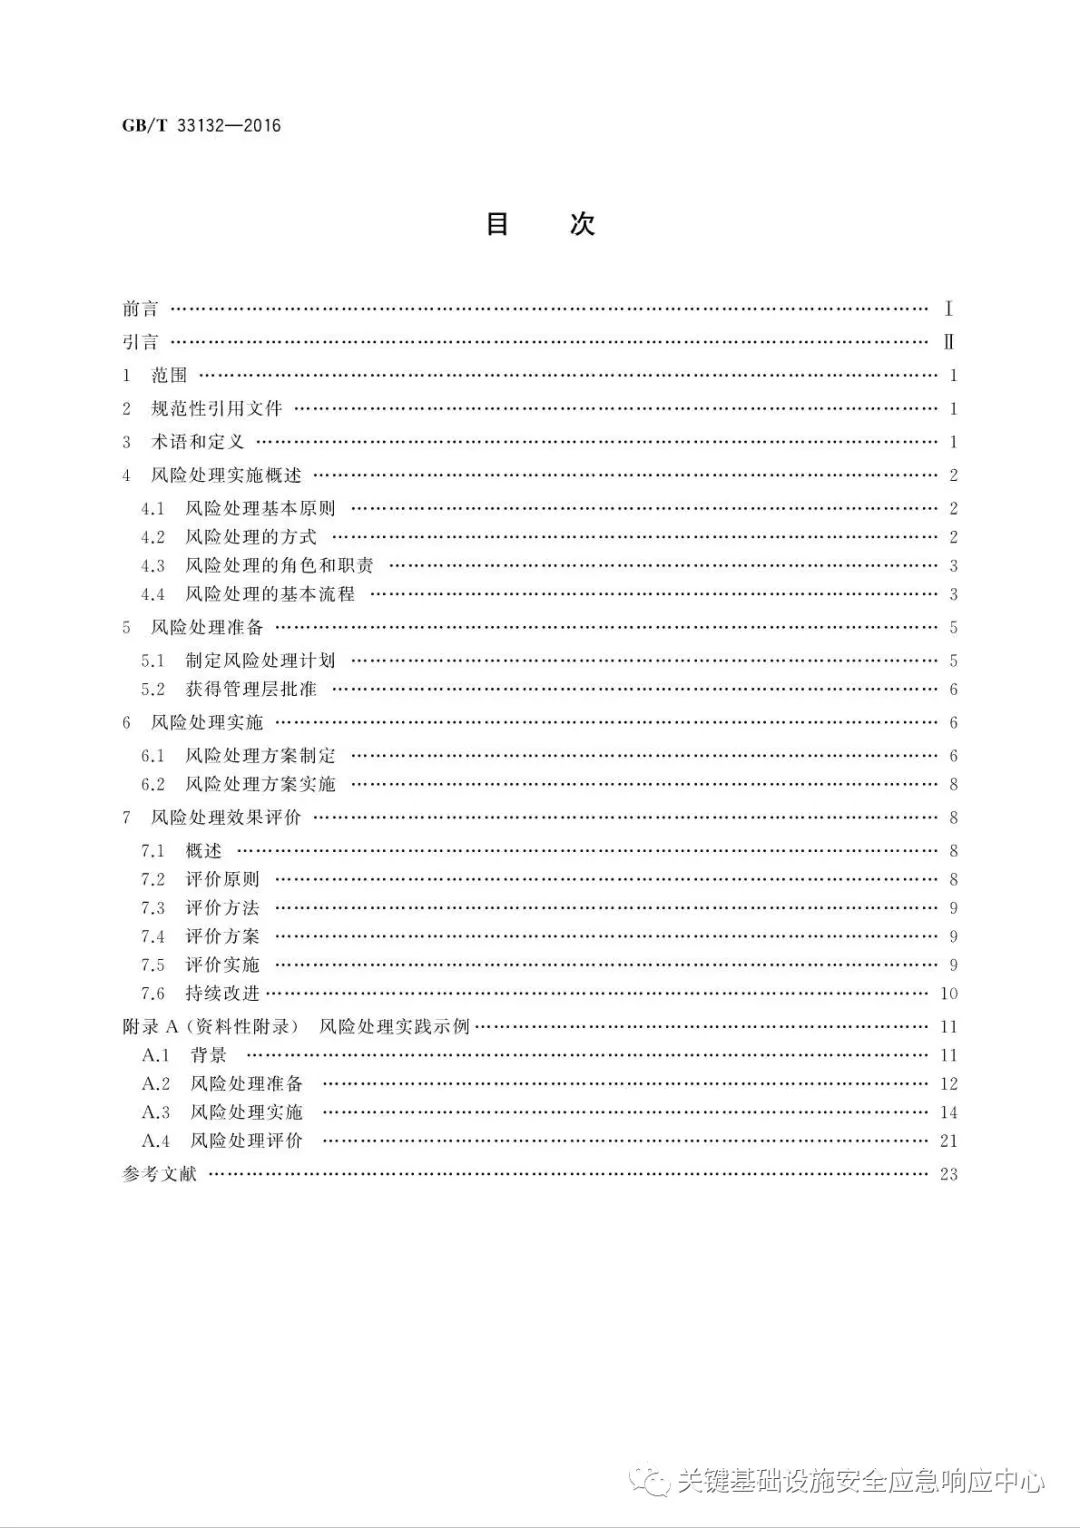 GB/T 33132—2016
目 次
前言 …………………………………… Ⅰ
引言 …………………………………… Ⅱ
1 范围 …………………………………… 1
2 规范性引用文件 …………………………………… 1
3 术语和定义 …………………………………… 1
4 风险处理实施概述 …………………………………… 2
4.1 风险处理基本原则 …………………………………… 2
4.2 风险处理的方式 …………………………………… 2
4.3 风险处理的角色和职责 …………………………………… 3
4.4 风险处理的基本流程 …………………………………… 3
5 风险处理准备 …………………………………… 5
5.1 制定风险处理计划 …………………………………… 5
5.2 获得管理层批准 …………………………………… 6
6 风险处理实施 …………………………………… 6
6.1 风险处理方案制定 …………………………………… 6
6.2 风险处理方案实施 …………………………………… 8
7 风险处理效果评价 …………………………………… 8
7.1 概述 …………………………………… 8
7.2 评价原则 …………………………………… 8
7.3 评价方法 …………………………………… 9
7.4 评价方案 …………………………………… 9
7.5 评价实施 …………………………………… 9
7.6 持续改进 …………………………………… 10
附录 A（资料性附录） 风险处理实践示例 …………………………………… 11
A.1 背景 …………………………………… 11
A.2 风险处理准备 …………………………………… 12
A.3 风险处理实施 …………………………………… 14
A.4 风险处理评价 …………………………………… 21
参考文献 …………………………………… 23
关键基础设施安全应急响应中心